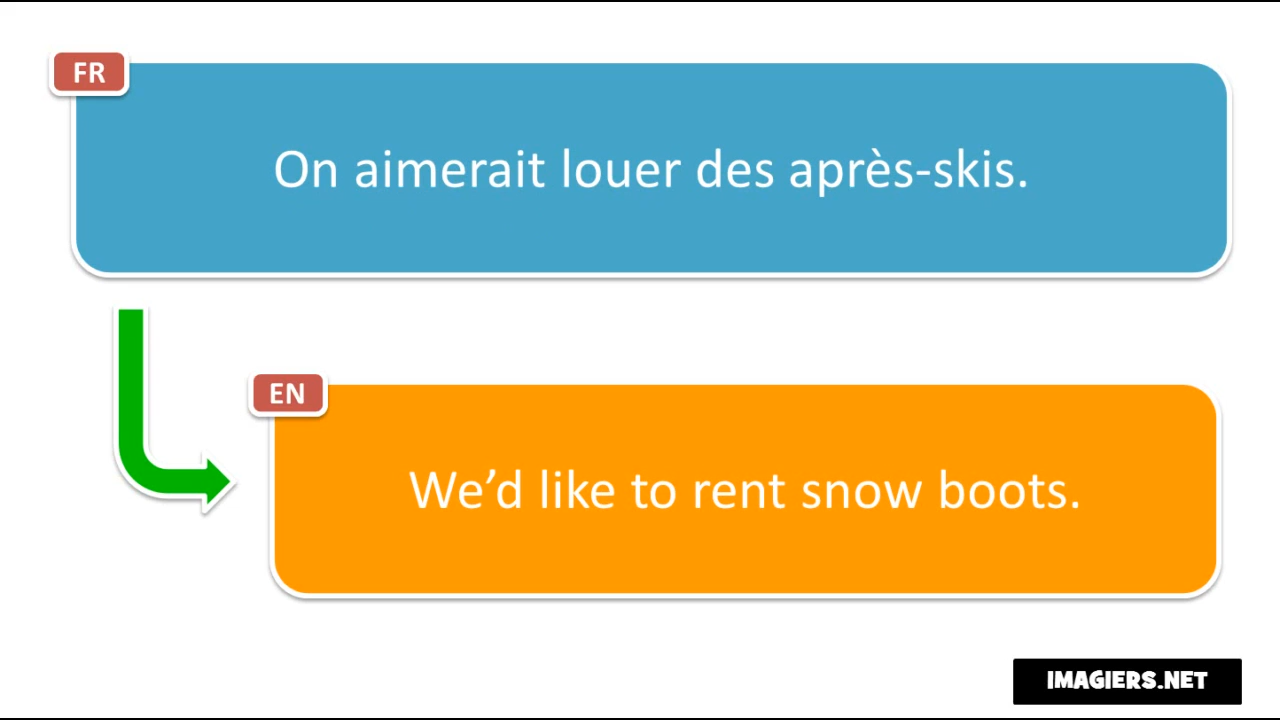 FR
On aimerait louer des après-skis.
EN
We’d like to rent snow boots.
IMAGIERS.NET